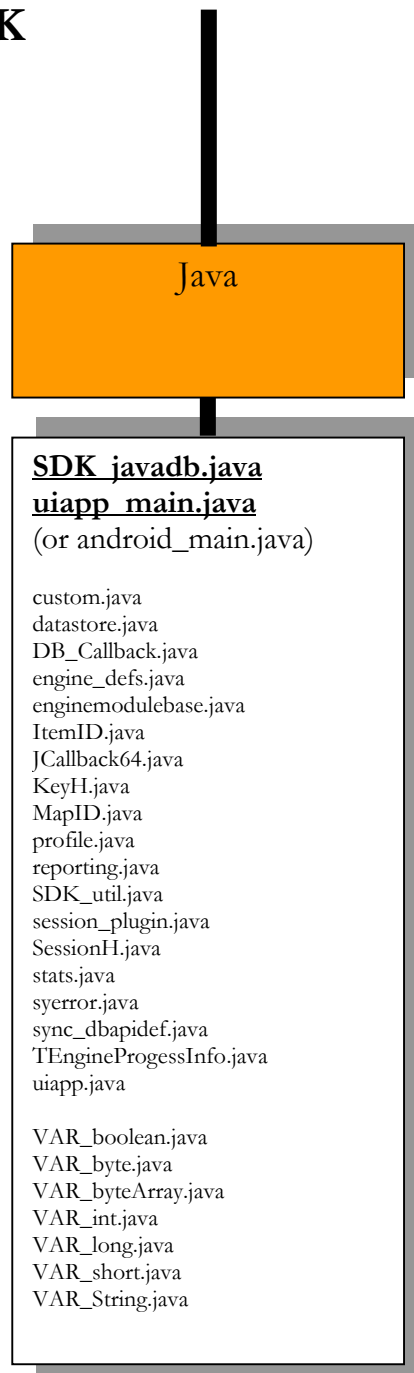 K
Java
SDK_javadb.java
uiapp_main.java
(or android_main.java)
custom.java
datastore.java
DB_Callback.java
engine_defs.java
enginemodulebase.java
ItemID.java
JCallback64.java
KeyH.java
MapID.java
profile.java
reporting.java
SDK_util.java
session_plugin.java
SessionH.java
stats.java
syerror.java
sync_dbapidef.java
TEngineProgessInfo.java
uiapp.java
VAR_boolean.java
VAR_byte.java
VAR_byteArray.java
VAR_int.java
VAR_long.java
VAR_short.java
VAR_String.java